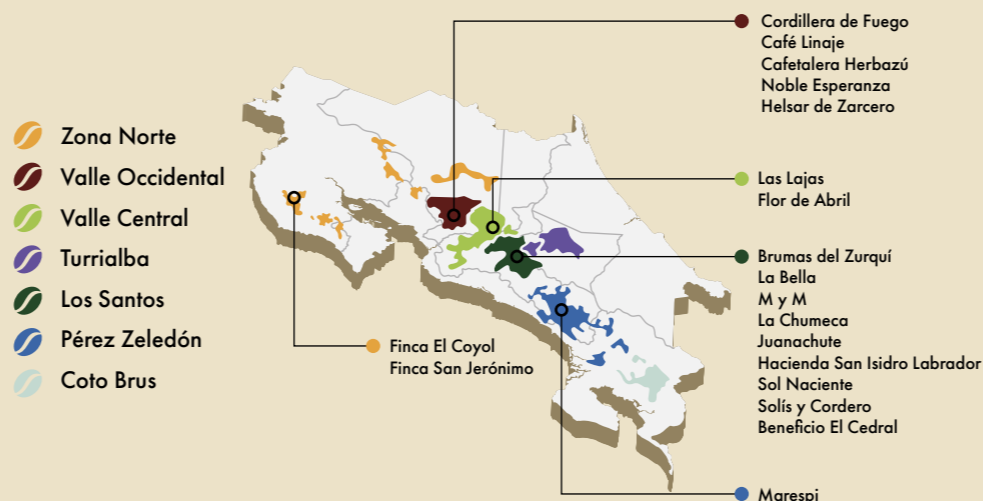 Zona Norte
Valle Occidental
Valle Central
Turrialba
Los Santos
Pérez Zeledón
Coto Brus
Cordillera de Fuego
Café Linaje
Cafetalera Herbazú
Noble Esperanza
Helsar de Zarcero
Las Lajas
Flor de Abril
Brumas del Zurquí
La Bella
M y M
La Chumeca
Juanachute
Hacienda San Isidro Labrador
Sol Naciente
Solís y Cordero
Beneficio El Cedral
Finca El Coyol
Finca San Jerónimo
Marespi